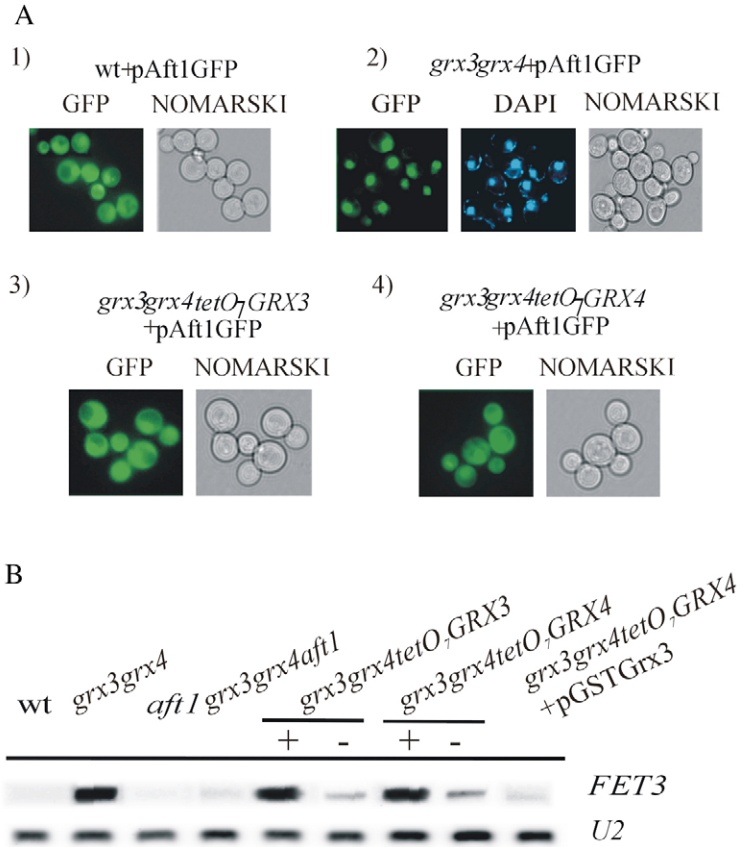 A
1)
wt+pAft1GFP
GFP NOMARSKI
2)
grx3grx4+pAft1GFP
GFP DAPI NOMARSKI
3)
grx3grx4tetO7GRX3
+pAft1GFP
GFP NOMARSKI
4)
grx3grx4tetO7GRX4
+pAft1GFP
GFP NOMARSKI
B
wt
grx3grx4
aft1
grx3grx4aft1
grx3grx4tetO7GRX3
+ -
grx3grx4tetO7GRX4
+ -
grx3grx4tetO7GRX4
+pGSTGrx3
FET3
U2